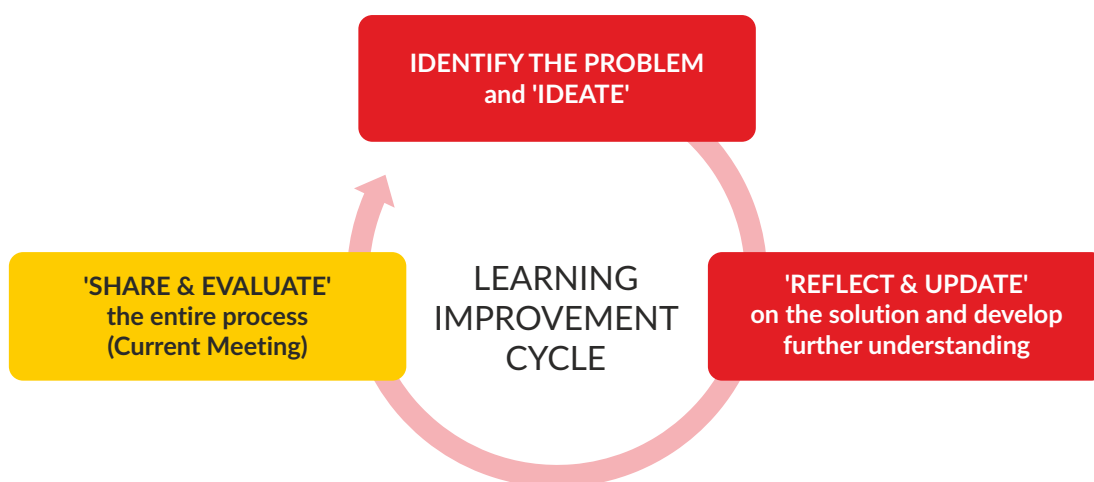 IDENTIFY THE PROBLEM
and 'IDEATE'
'SHARE & EVALUATE'
the entire process
(Current Meeting)
LEARNING
IMPROVEMENT
CYCLE
'REFLECT & UPDATE'
on the solution and develop
further understanding